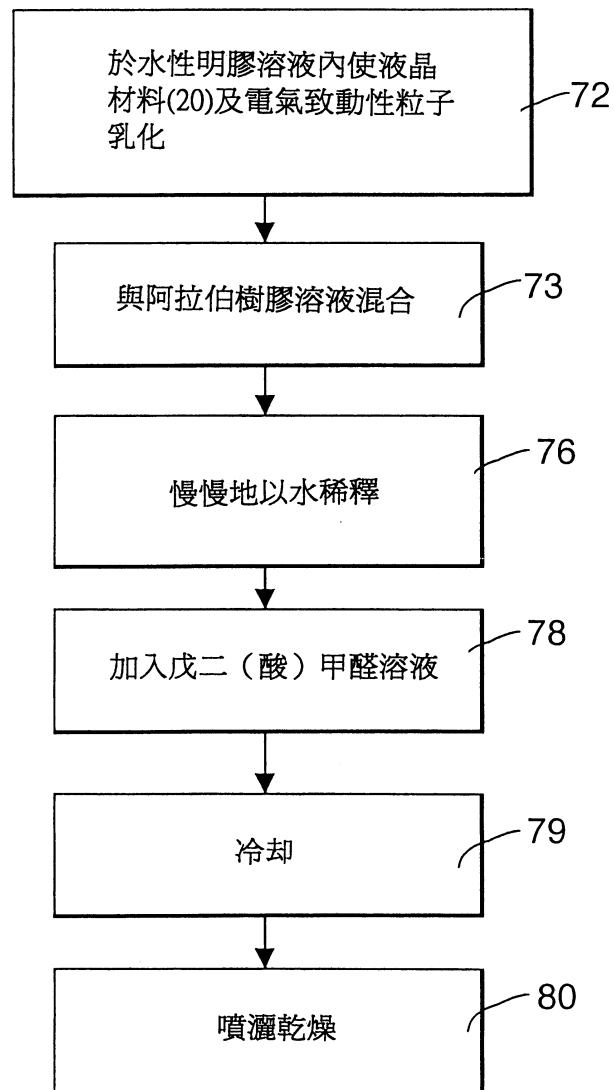 於水性明膠溶液內使液晶
材料(20)及電氣致動性粒子
乳化
72
與阿拉伯樹膠溶液混合
73
慢慢地以水稀釋
76
加入戊二（酸）甲醛溶液
78
冷却
79
噴灑乾燥
80